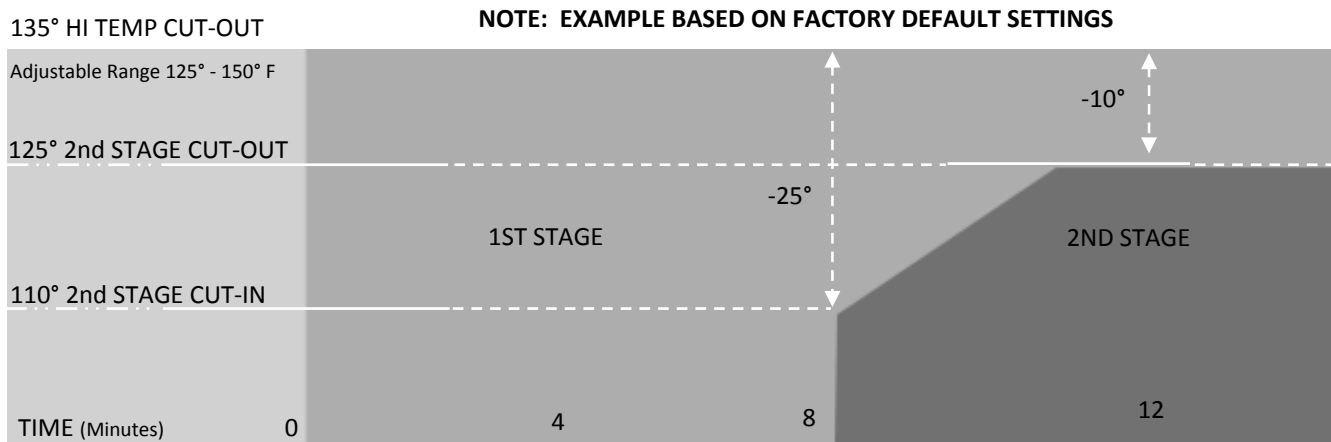 NOTE: EXAMPLE BASED ON FACTORY DEFAULT SETTINGS
135° HI TEMP CUT-OUT
Adjustable Range 125° - 150° F
-10°
125° 2nd STAGE CUT-OUT
-25°
1ST STAGE
2ND STAGE
110° 2nd STAGE CUT-IN
TIME (Minutes) 0 4 8 12